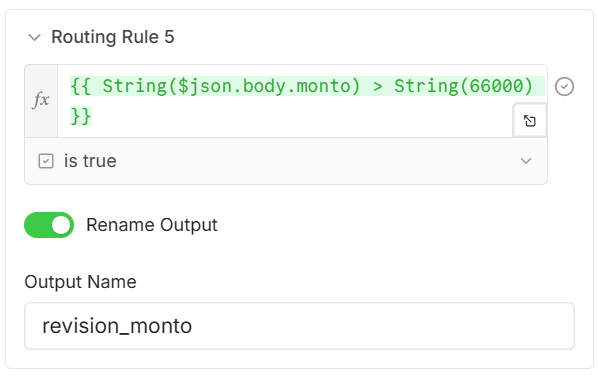 Routing Rule 5
fx {{ String($json.body.monto) > String(66000)
}}
is true
Rename Output
Output Name
revision_monto